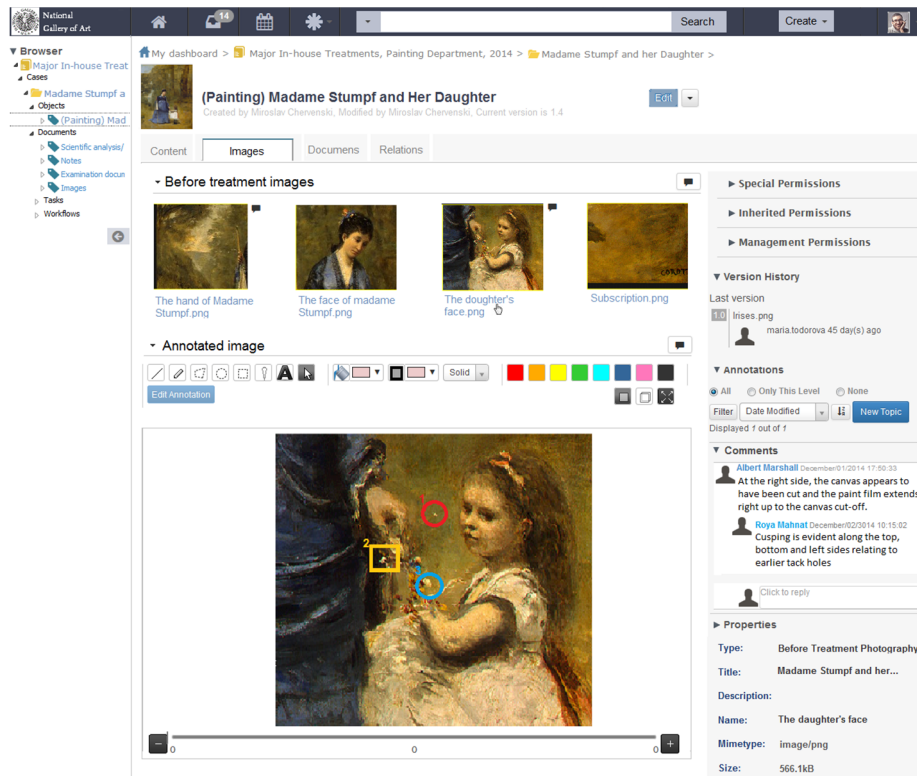 National
Gallery of Art
14
Search
Create
Browser
Major In-house Treat
Cases
Madame Stumpf a
Objects
(Painting) Mad
Documents
Scientific analysis/
Notes
Examination docun
Images
Tasks
Workflows
My dashboard > Major In-house Treatments, Painting Department, 2014 > Madame Stumpf and her Daughter >
(Painting) Madame Stumpf and Her Daughter
Created by Miroslav Chervenski, Modified by Miroslav Chervenski, Current version is 1.4
Edit
Content
Images
Documens
Relations
Before treatment images
COROT
The hand of Madame
Stumpf.png
The face of madame
Stumpf.png
The doughter's
face.png
Subscription.png
Annotated image
A
Solid
Edit Annotation
1
2
3
0
0
0
Special Permissions
Inherited Permissions
Management Permissions
Version History
Last version
1.0 Irises.png
maria.todorova 45 day(s) ago
Annotations
All Only This Level None
Filter Date Modified New Topic
Displayed 1 out of 1
Comments
Albert Marshall December/01/2014 17:50:33
At the right side, the canvas appears to
have been cut and the paint film extends
right up to the canvas cut-off.
Roya Mahnat December/02/3014 10:15:02
Cusping is evident along the top,
bottom and left sides relating to
earlier tack holes
Click to reply
Properties
Type: Before Treatment Photography
Title: Madame Stumpf and her...
Description:
Name: The daughter's face
Mimetype: image/png
Size: 566.1kB